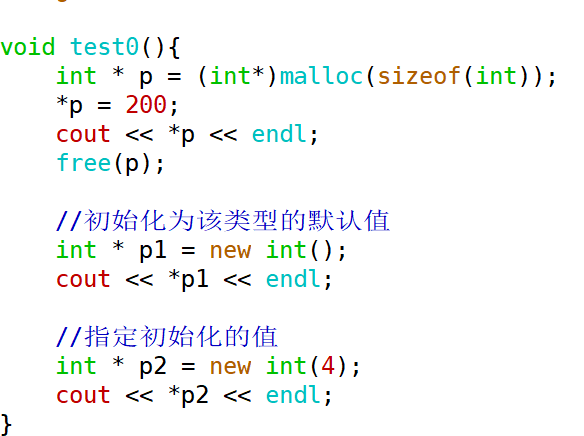 void test0(){
    int * p = (int*)malloc(sizeof(int));
    *p = 200;
    cout << *p << endl;
    free(p);

    //初始化为该类型的默认值
    int * p1 = new int();
    cout << *p1 << endl;

    //指定初始化的值
    int * p2 = new int(4);
    cout << *p2 << endl;
}